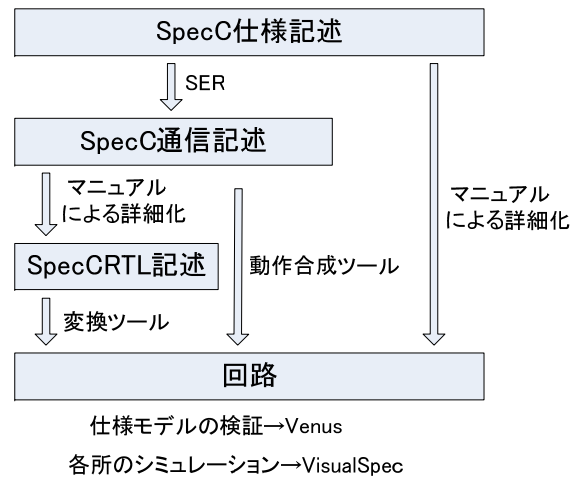 SpecC仕様記述
SER
SpecC通信記述
マニュアル
による詳細化
マニュアル
による詳細化
SpecCRTL記述
動作合成ツール
変換ツール
回路
仕様モデルの検証→Venus
各所のシミュレーション→VisualSpec